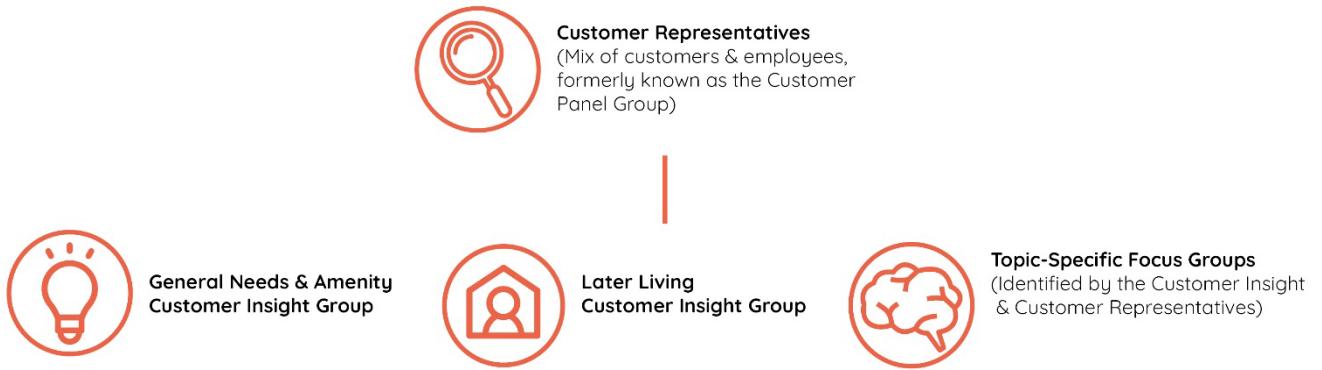 Customer Representatives
(Mix of customers & employees,
formerly known as the Customer
Panel Group)
General Needs & Amenity
Customer Insight Group
Later Living
Customer Insight Group
Topic-Specific Focus Groups
(Identified by the Customer Insight
& Customer Representatives)